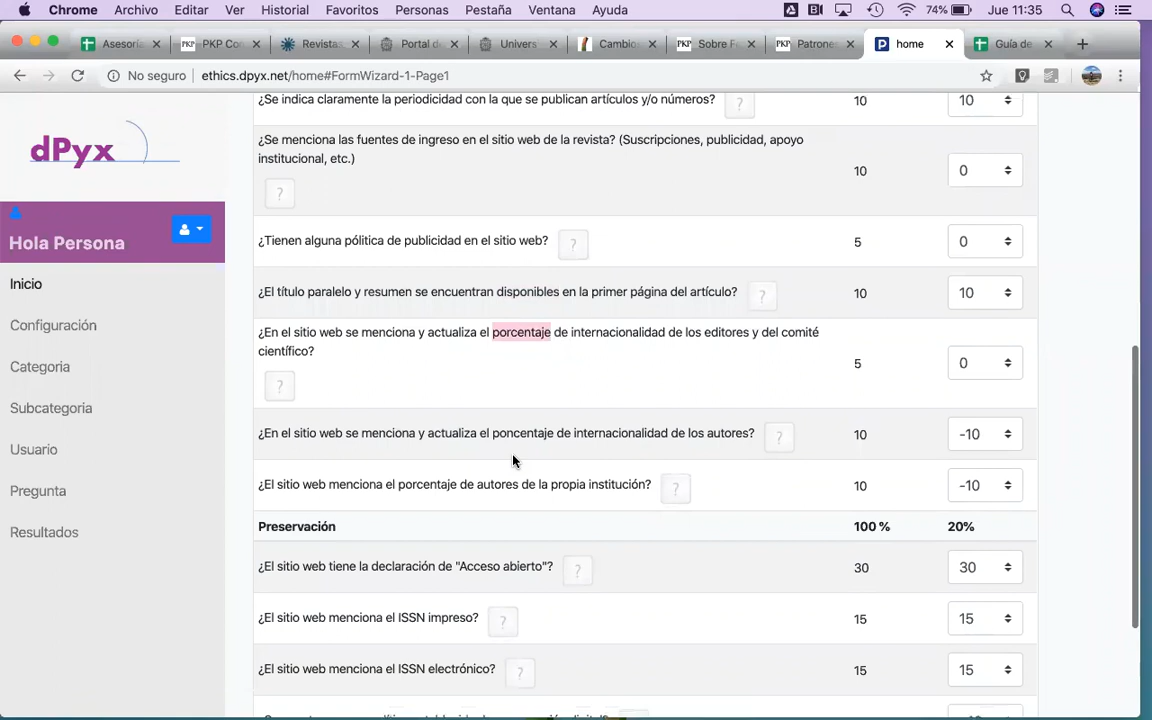 Chrome Archivo Editar Ver Historial Favoritos Personas Pestaña Ventana Ayuda 74% Jue 11:35
Asesoría PKP Co Revistas Portal d Univers Cambio PKP Sobre F PKP Patrone home Guía de
No seguro ethics.dpyx.net/home#FormWizard-1-Page1
dPyx
Hola Persona
Inicio
Configuración
Categoria
Subcategoria
Usuario
Pregunta
Resultados
¿Se indica claramente la periodicidad con la que se publican artículos y/o números? ? 10 10
¿Se menciona las fuentes de ingreso en el sitio web de la revista? (Suscripciones, publicidad, apoyo
institucional, etc.)
? 10 0
¿Tienen alguna pólitica de publicidad en el sitio web? ? 5 0
¿El título paralelo y resumen se encuentran disponibles en la primer página del artículo? ? 10 10
¿En el sitio web se menciona y actualiza el porcentaje de internacionalidad de los editores y del comité
científico?
? 5 0
¿En el sitio web se menciona y actualiza el poncentaje de internacionalidad de los autores? ? 10 -10
¿El sitio web menciona el porcentaje de autores de la propia institución? ? 10 -10
Preservación 100 % 20%
¿El sitio web tiene la declaración de "Acceso abierto"? ? 30 30
¿El sitio web menciona el ISSN impreso? ? 15 15
¿El sitio web menciona el ISSN electrónico? ? 15 15